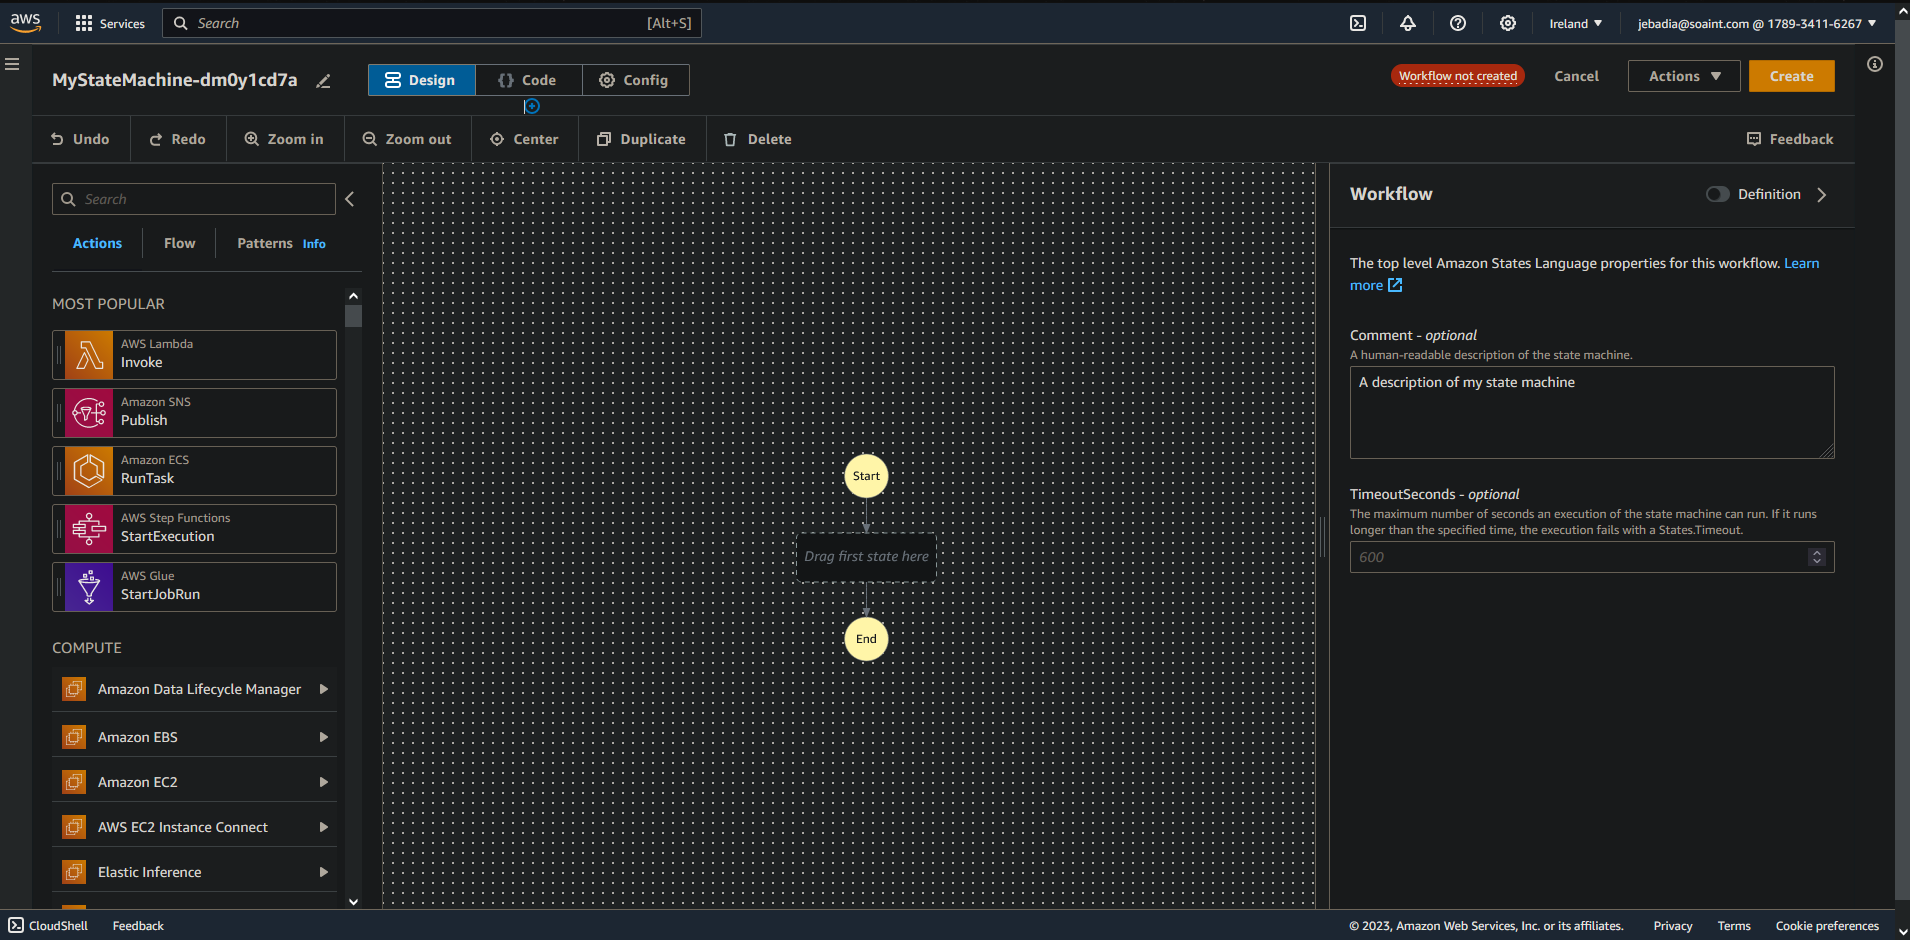 aws
Services
Search
[Alt+S]
Ireland
jebadia@soaint.com @ 1789-3411-6267
MyStateMachine-dm0y1cd7a
Design
{} Code
Config
Workflow not created
Cancel
Actions
Create
Undo
Redo
Zoom in
Zoom out
Center
Duplicate
Delete
Feedback
Search
Actions
Flow
Patterns
Info
MOST POPULAR
AWS Lambda
Invoke
Amazon SNS
Publish
Amazon ECS
RunTask
AWS Step Functions
StartExecution
AWS Glue
StartJobRun
COMPUTE
Amazon Data Lifecycle Manager
Amazon EBS
Amazon EC2
AWS EC2 Instance Connect
Elastic Inference
Start
Drag first state here
End
Workflow
Definition
The top level Amazon States Language properties for this workflow. Learn
more
Comment - optional
A human-readable description of the state machine.
A description of my state machine
TimeoutSeconds - optional
The maximum number of seconds an execution of the state machine can run. If it runs
longer than the specified time, the execution fails with a States.Timeout.
600
CloudShell
Feedback
© 2023, Amazon Web Services, Inc. or its affiliates.
Privacy
Terms
Cookie preferences